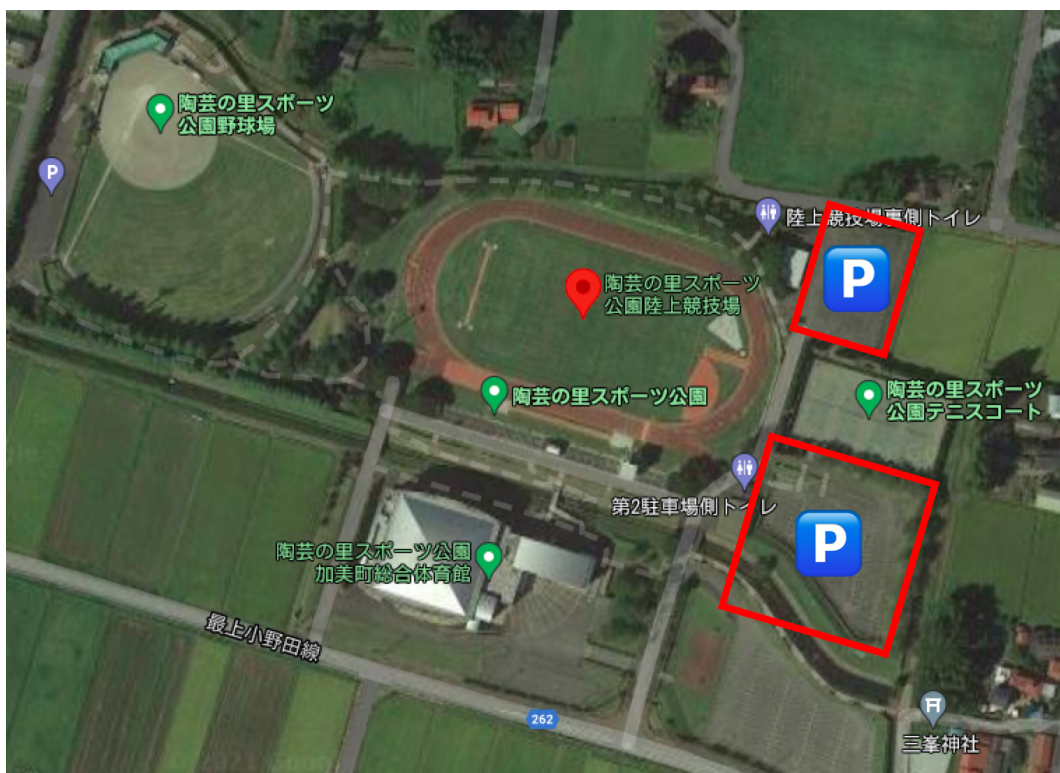 陶芸の里スポーツ
公園野球場
P
陸上競技場裏側トイレ
P
陶芸の里スポーツ
公園陸上競技場
陶芸の里スポーツ公園
陶芸の里スポーツ
公園テニスコート
第2駐車場側トイレ
P
陶芸の里スポーツ公園
加美町総合体育館
最上小野田線
262
三峯神社